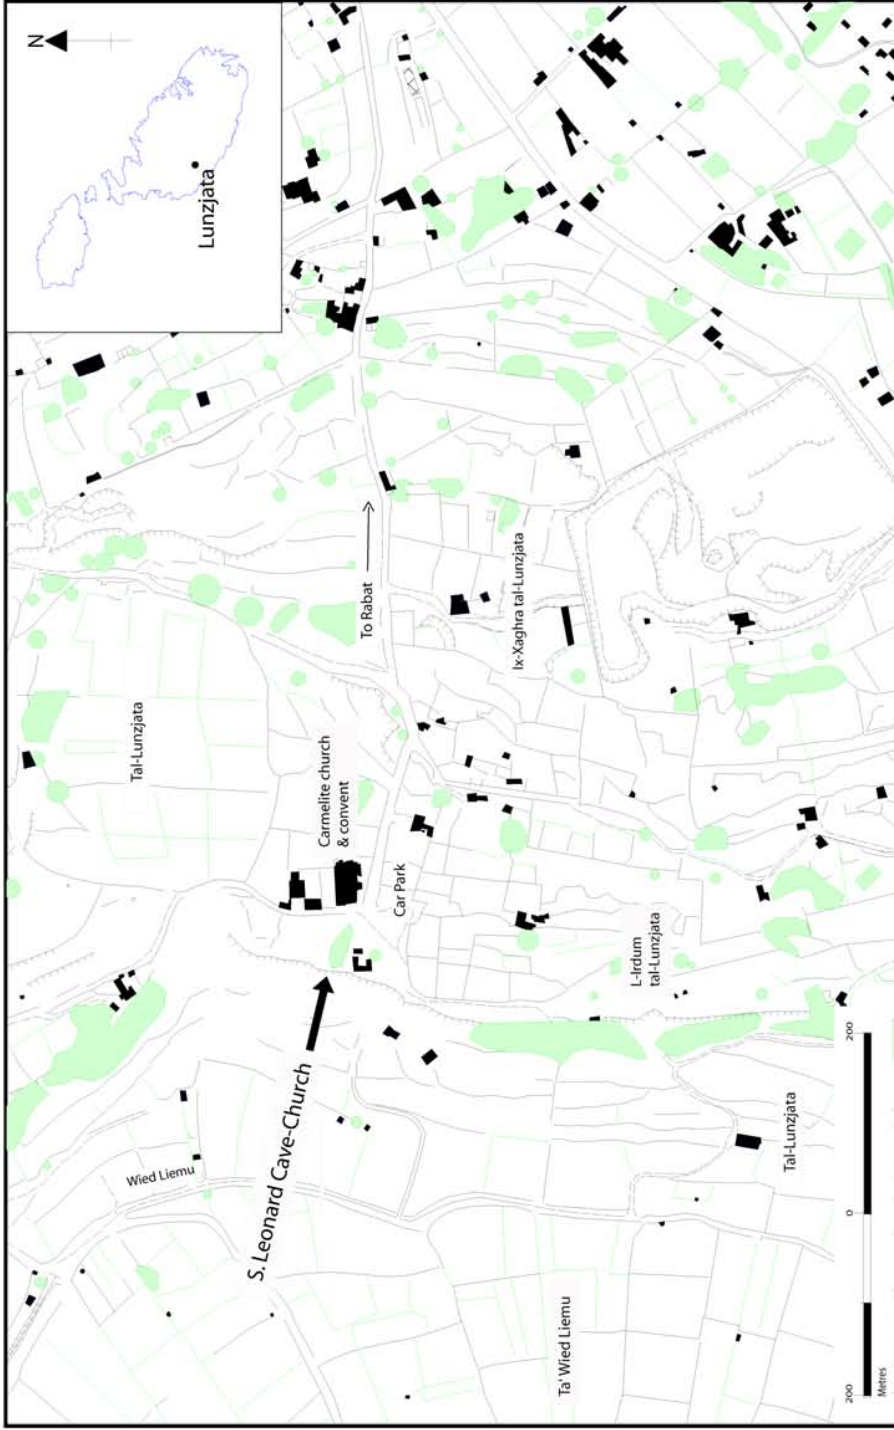 N
Lunzjata
Tal-Lunzjata
To Rabat
Carmelite church
& convent
Ix-Xaghra tal-Lunzjata
Car Park
S. Leonard Cave-Church
L-Irdum
tal-Lunzjata
Wied Liemu
Tal-Lunzjata
Ta' Wied Liemu
200
0
200
Metres